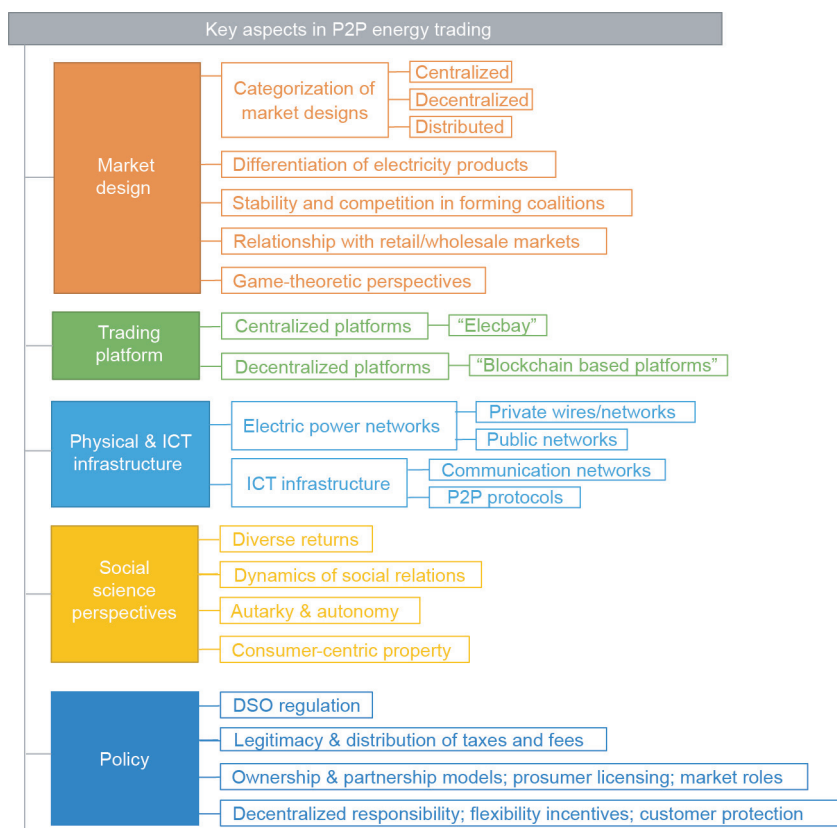 Key aspects in P2P energy trading
Market
design
Categorization of
market designs
Centralized
Decentralized
Distributed
Differentiation of electricity products
Stability and competition in forming coalitions
Relationship with retail/wholesale markets
Game-theoretic perspectives
Trading
platform
Centralized platforms
“Elecbay”
Decentralized platforms
“Blockchain based platforms”
Physical & ICT
infrastructure
Electric power networks
Private wires/networks
Public networks
ICT infrastructure
Communication networks
P2P protocols
Social
science
perspectives
Diverse returns
Dynamics of social relations
Autarky & autonomy
Consumer-centric property
Policy
DSO regulation
Legitimacy & distribution of taxes and fees
Ownership & partnership models; prosumer licensing; market roles
Decentralized responsibility; flexibility incentives; customer protection